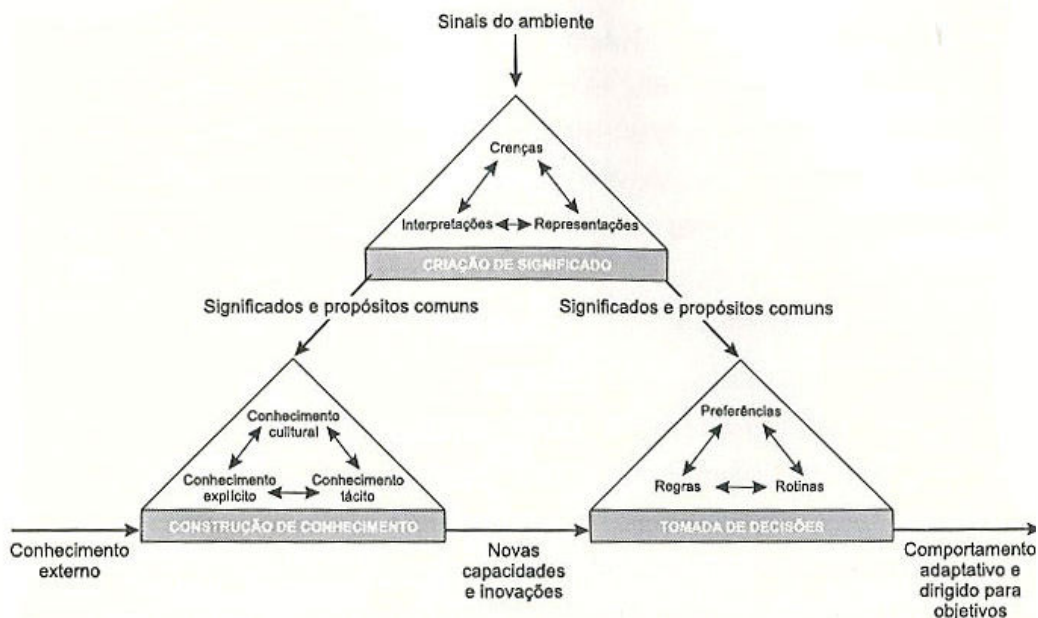 Sinais do ambiente
Crenças
Interpretações
Representações
CRIAÇÃO DE SIGNIFICADO
Significados e propósitos comuns
Significados e propósitos comuns
Conhecimento
cultural
Conhecimento
explícito
Conhecimento
tácito
CONSTRUÇÃO DE CONHECIMENTO
Preferências
Regras
Rotinas
TOMADA DE DECISÕES
Conhecimento
externo
Novas
capacidades
e inovações
Comportamento
adaptativo e
dirigido para
objetivos